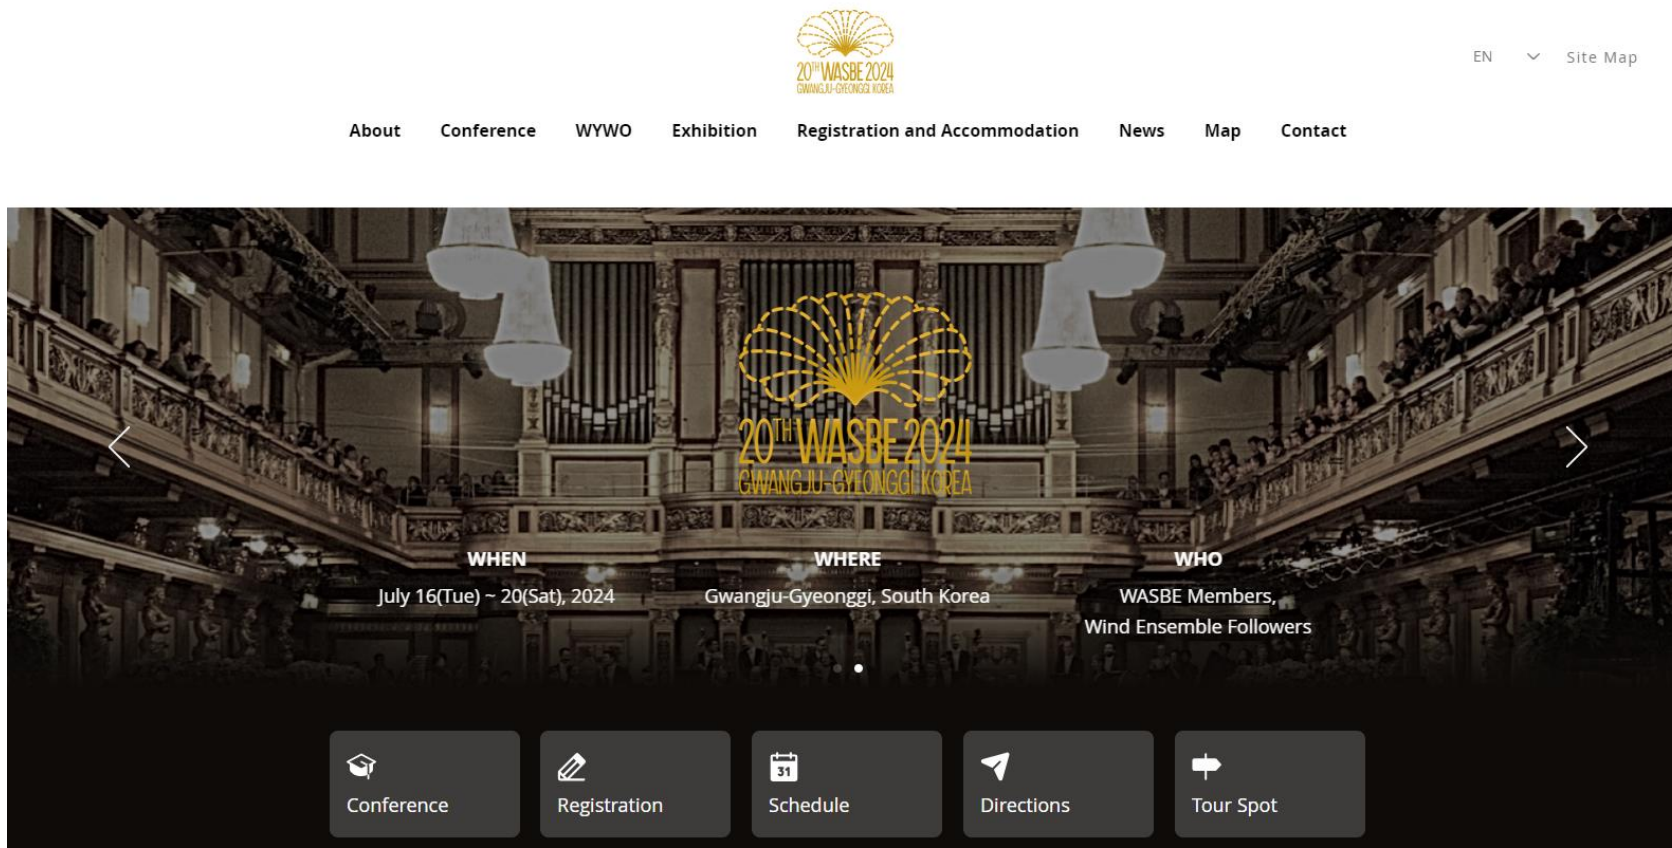 20TH WASBE 2024
GWANGJU-GYEONGGI KOREA
EN
Site Map
About
Conference
WYWO
Exhibition
Registration and Accommodation
News
Map
Contact
20TH WASBE 2024
GWANGJU-GYEONGGI KOREA
WHEN
July 16(Tue) ~ 20(Sat), 2024
WHERE
Gwangju-Gyeonggi, South Korea
WHO
WASBE Members,
Wind Ensemble Followers
Conference
Registration
31
Schedule
Directions
Tour Spot